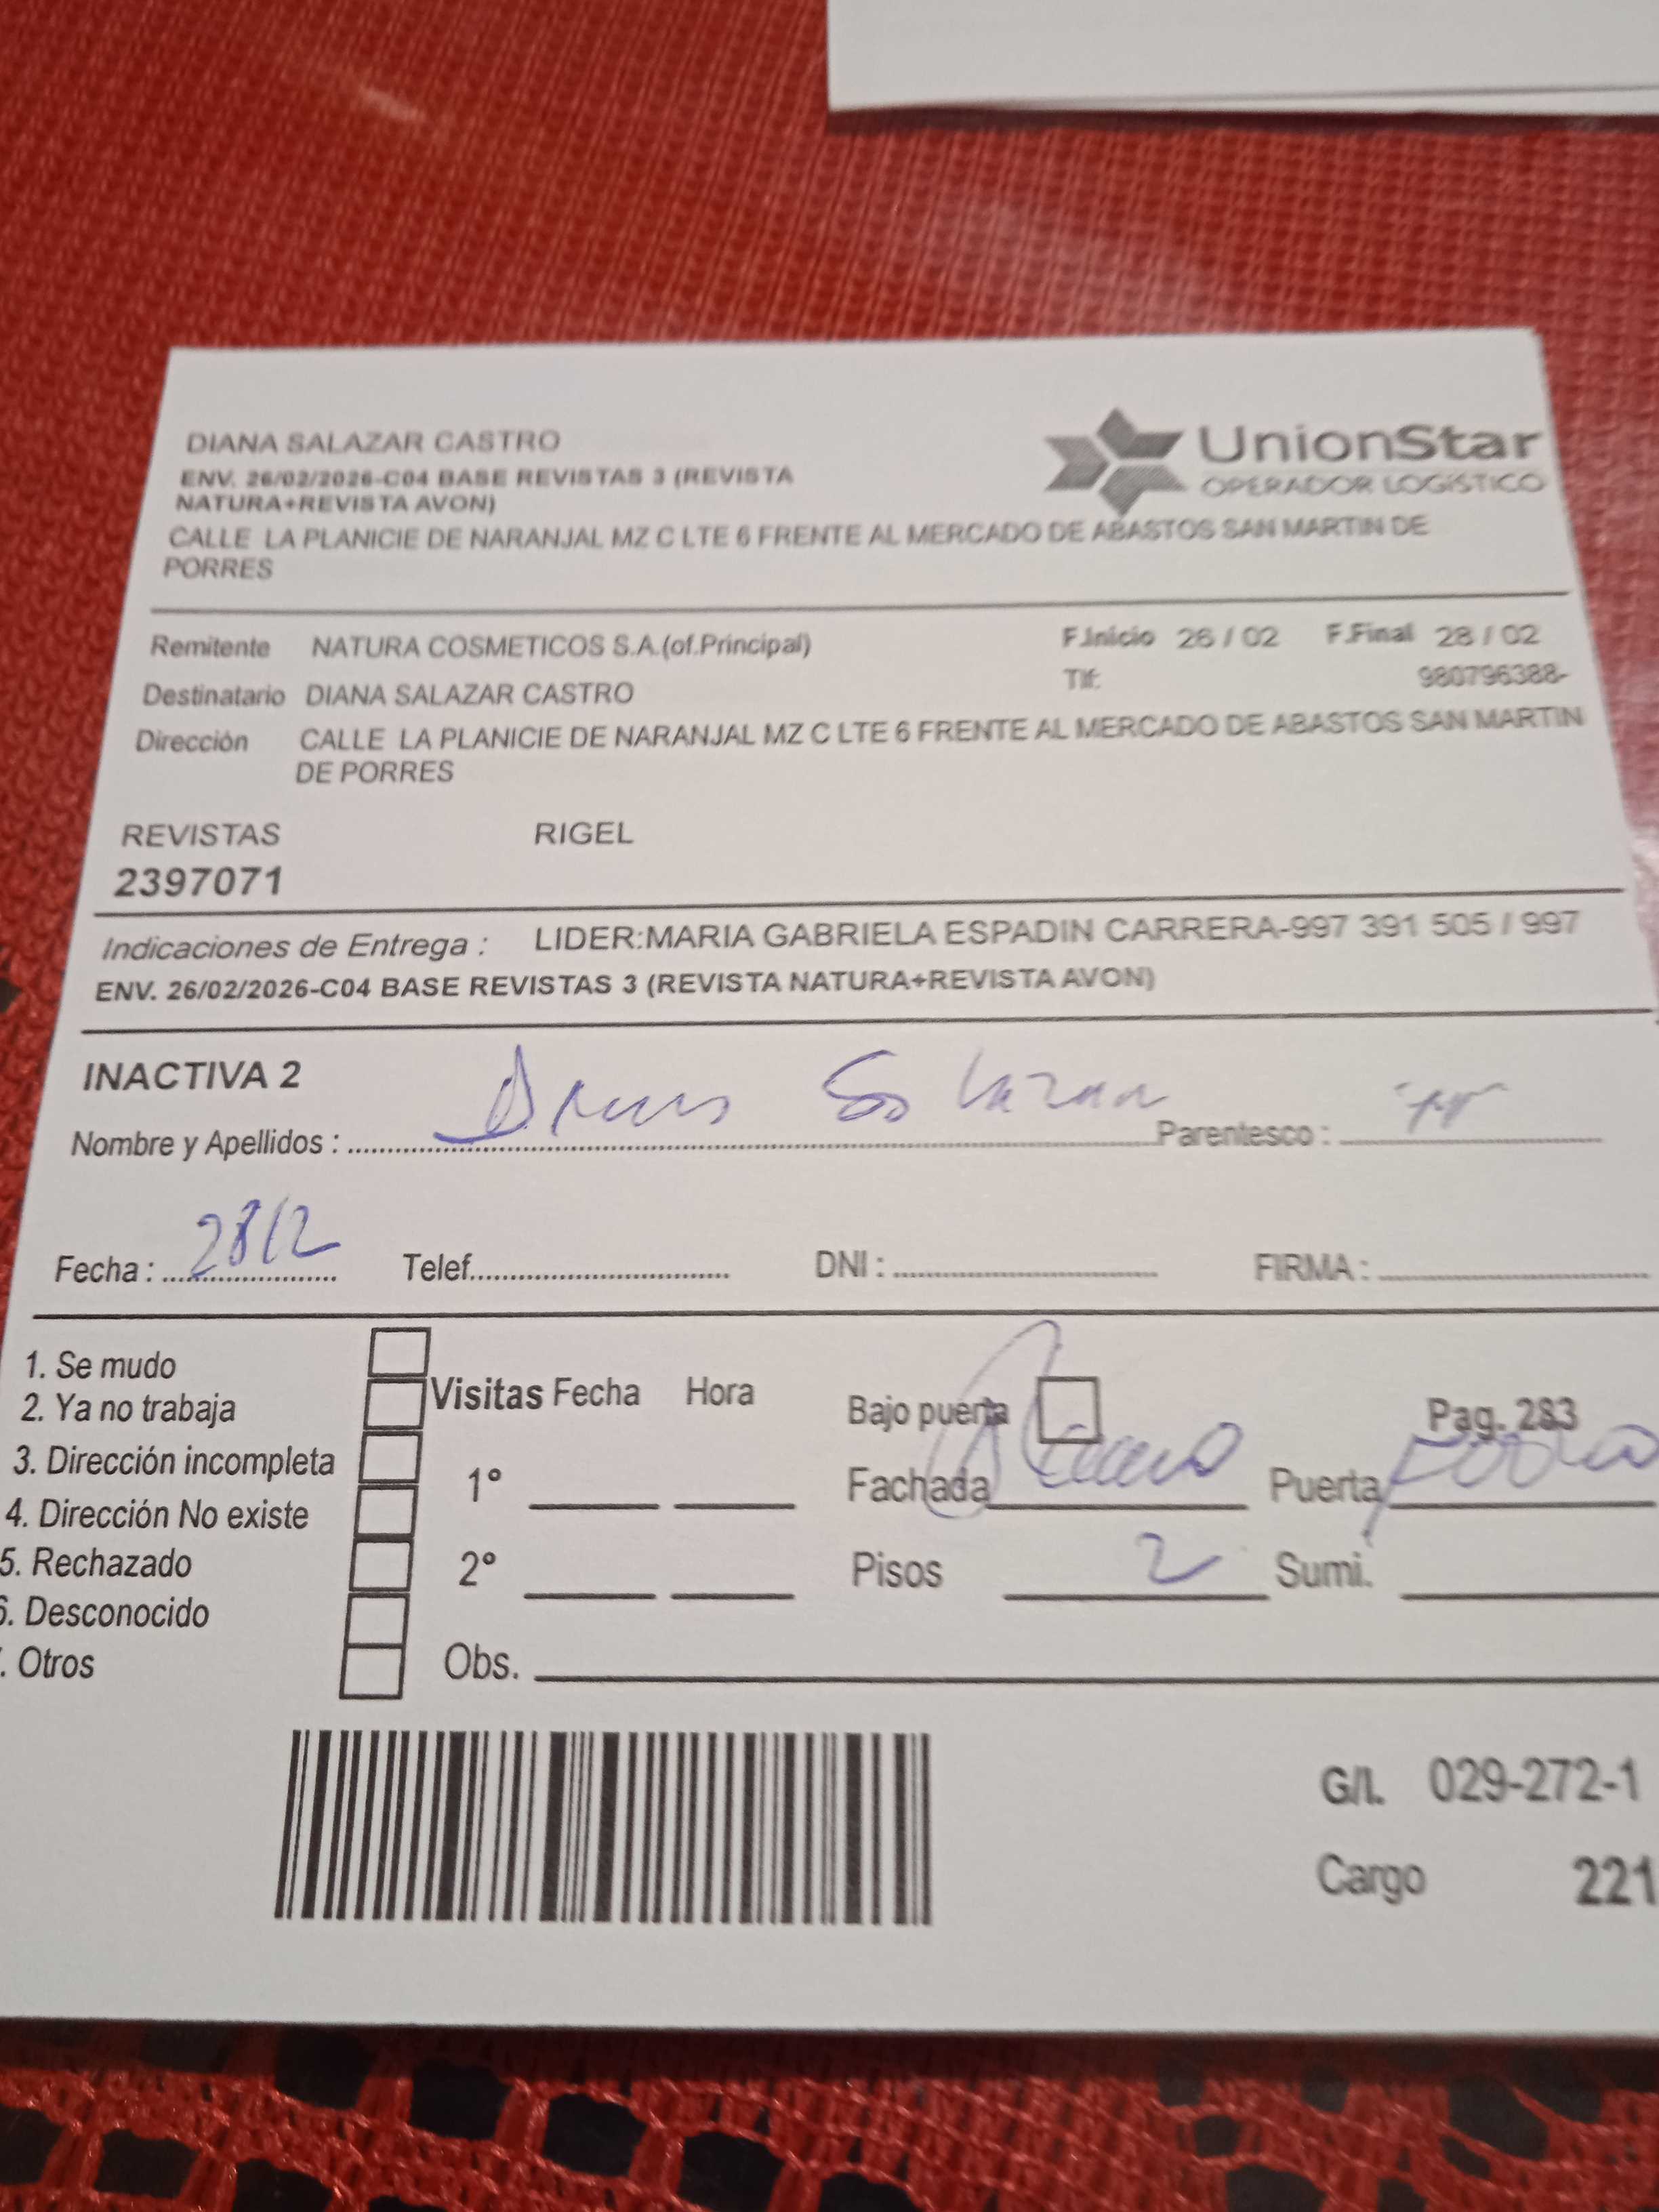 DIANA SALAZAR CASTRO
ENV. 26/02/2026-C04 BASE REVISTAS 3 (REVISTA
NATURA+REVISTA AVON)
UnionStar
OPERADOR LOGÍSTICO
CALLE LA PLANICIE DE NARANJAL MZ C LTE 6 FRENTE AL MERCADO DE ABASTOS SAN MARTIN DE
PORRES
Remitente NATURA COSMETICOS S.A.(of.Principal) F.Inicio 26 / 02 F.Final 28 / 02
Destinatario DIANA SALAZAR CASTRO Tlf: 980796388-
Dirección CALLE LA PLANICIE DE NARANJAL MZ C LTE 6 FRENTE AL MERCADO DE ABASTOS SAN MARTIN
DE PORRES
REVISTAS RIGEL
2397071
Indicaciones de Entrega : LIDER:MARIA GABRIELA ESPADIN CARRERA-997 391 505 / 997
ENV. 26/02/2026-C04 BASE REVISTAS 3 (REVISTA NATURA+REVISTA AVON)
INACTIVA 2
Nombre y Apellidos : Salazar Parentesco :
Fecha : 28/2 Telef. DNI : FIRMA :
1. Se mudo
2. Ya no trabaja
3. Dirección incompleta
4. Dirección No existe
5. Rechazado
6. Desconocido
. Otros
Visitas Fecha Hora
1°
2°
Obs.
Bajo puerta Pag. 283
Fachada Puerta
Pisos 2 Sumi.
G/I. 029-272-1
Cargo 221